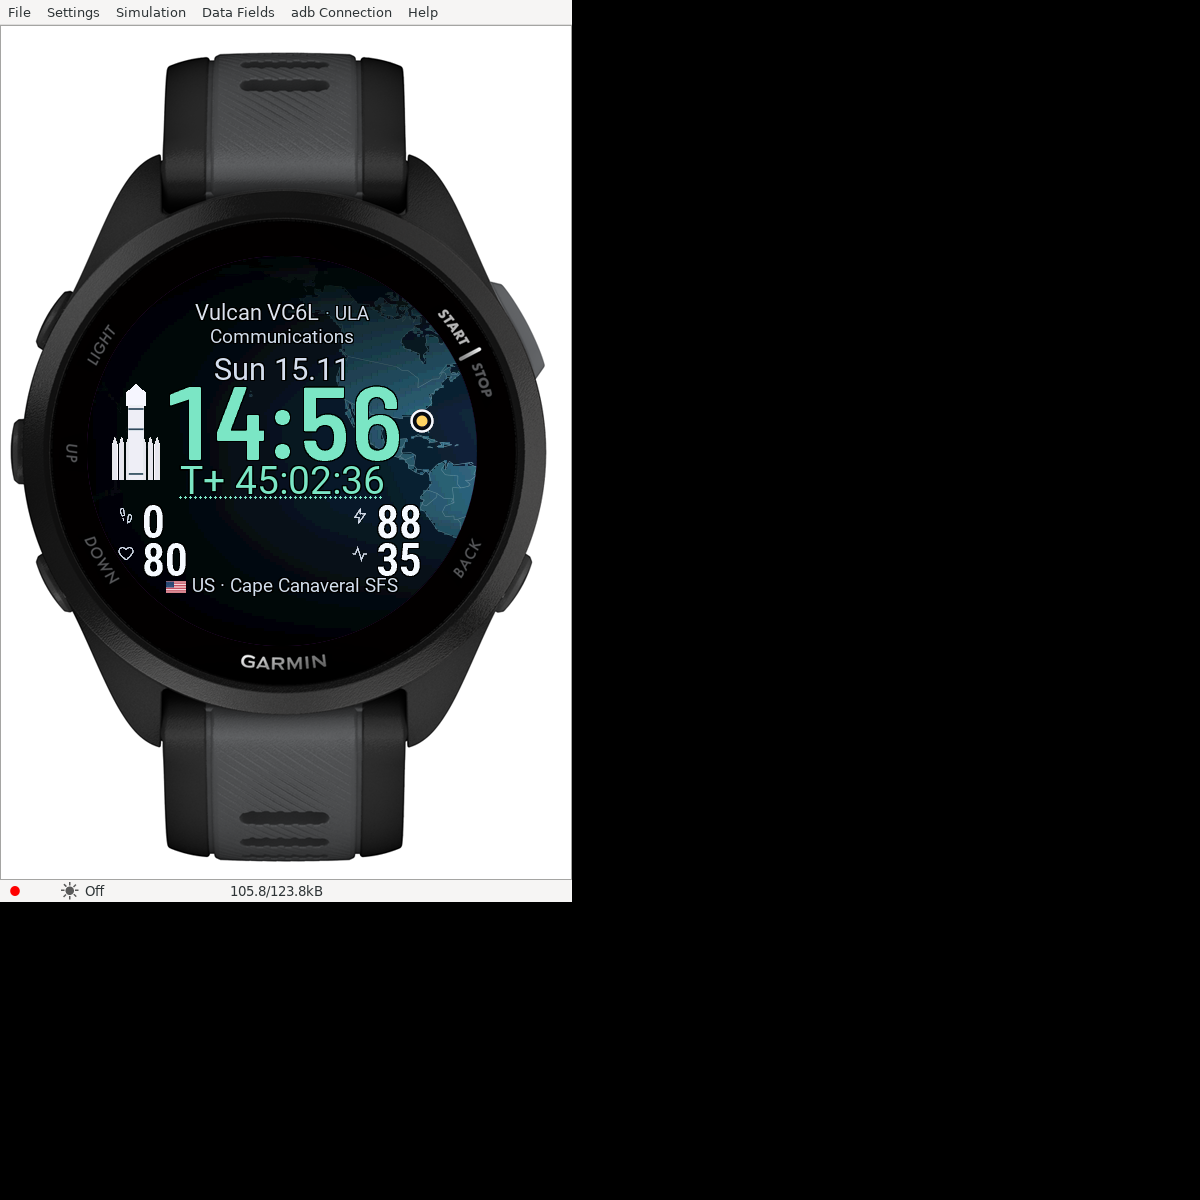 File Settings Simulation Data Fields adb Connection Help
Vulcan VC6L · ULA
Communications
START
STOP
LIGHT
Sun 15.11
14:56
UP
T+ 45:02:36
0 88
80 35
DOWN
BACK
US · Cape Canaveral SFS
GARMIN
Off 105.8/123.8kB